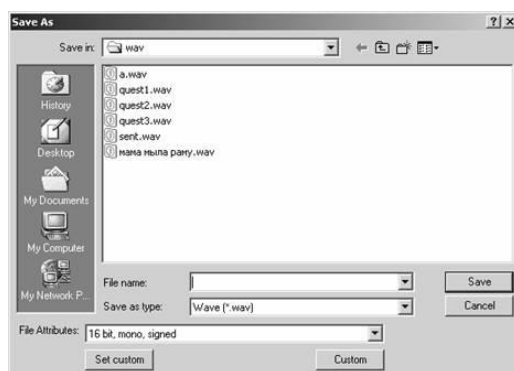 Save As
Save in: wav
History
Desktop
My Documents
My Computer
My Network P...
a.wav
quest1.wav
quest2.wav
quest3.wav
sent.wav
мама мыла раму.wav
File name:
Save
Save as type: Wave (*.wav)
Cancel
File Attributes: 16 bit, mono, signed
Set custom
Custom